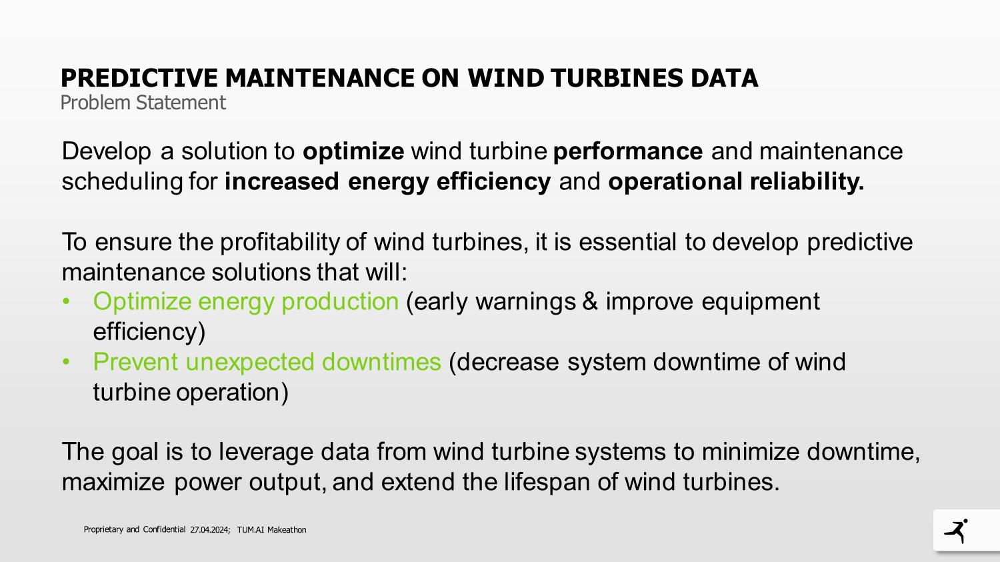 PREDICTIVE MAINTENANCE ON WIND TURBINES DATA
Problem Statement
Develop a solution to optimize wind turbine performance and maintenance
scheduling for increased energy efficiency and operational reliability.
To ensure the profitability of wind turbines, it is essential to develop predictive
maintenance solutions that will:
• Optimize energy production (early warnings & improve equipment
efficiency)
• Prevent unexpected downtimes (decrease system downtime of wind
turbine operation)
The goal is to leverage data from wind turbine systems to minimize downtime,
maximize power output, and extend the lifespan of wind turbines.
Proprietary and Confidential 27.04.2024; TUM.AI Makeathon